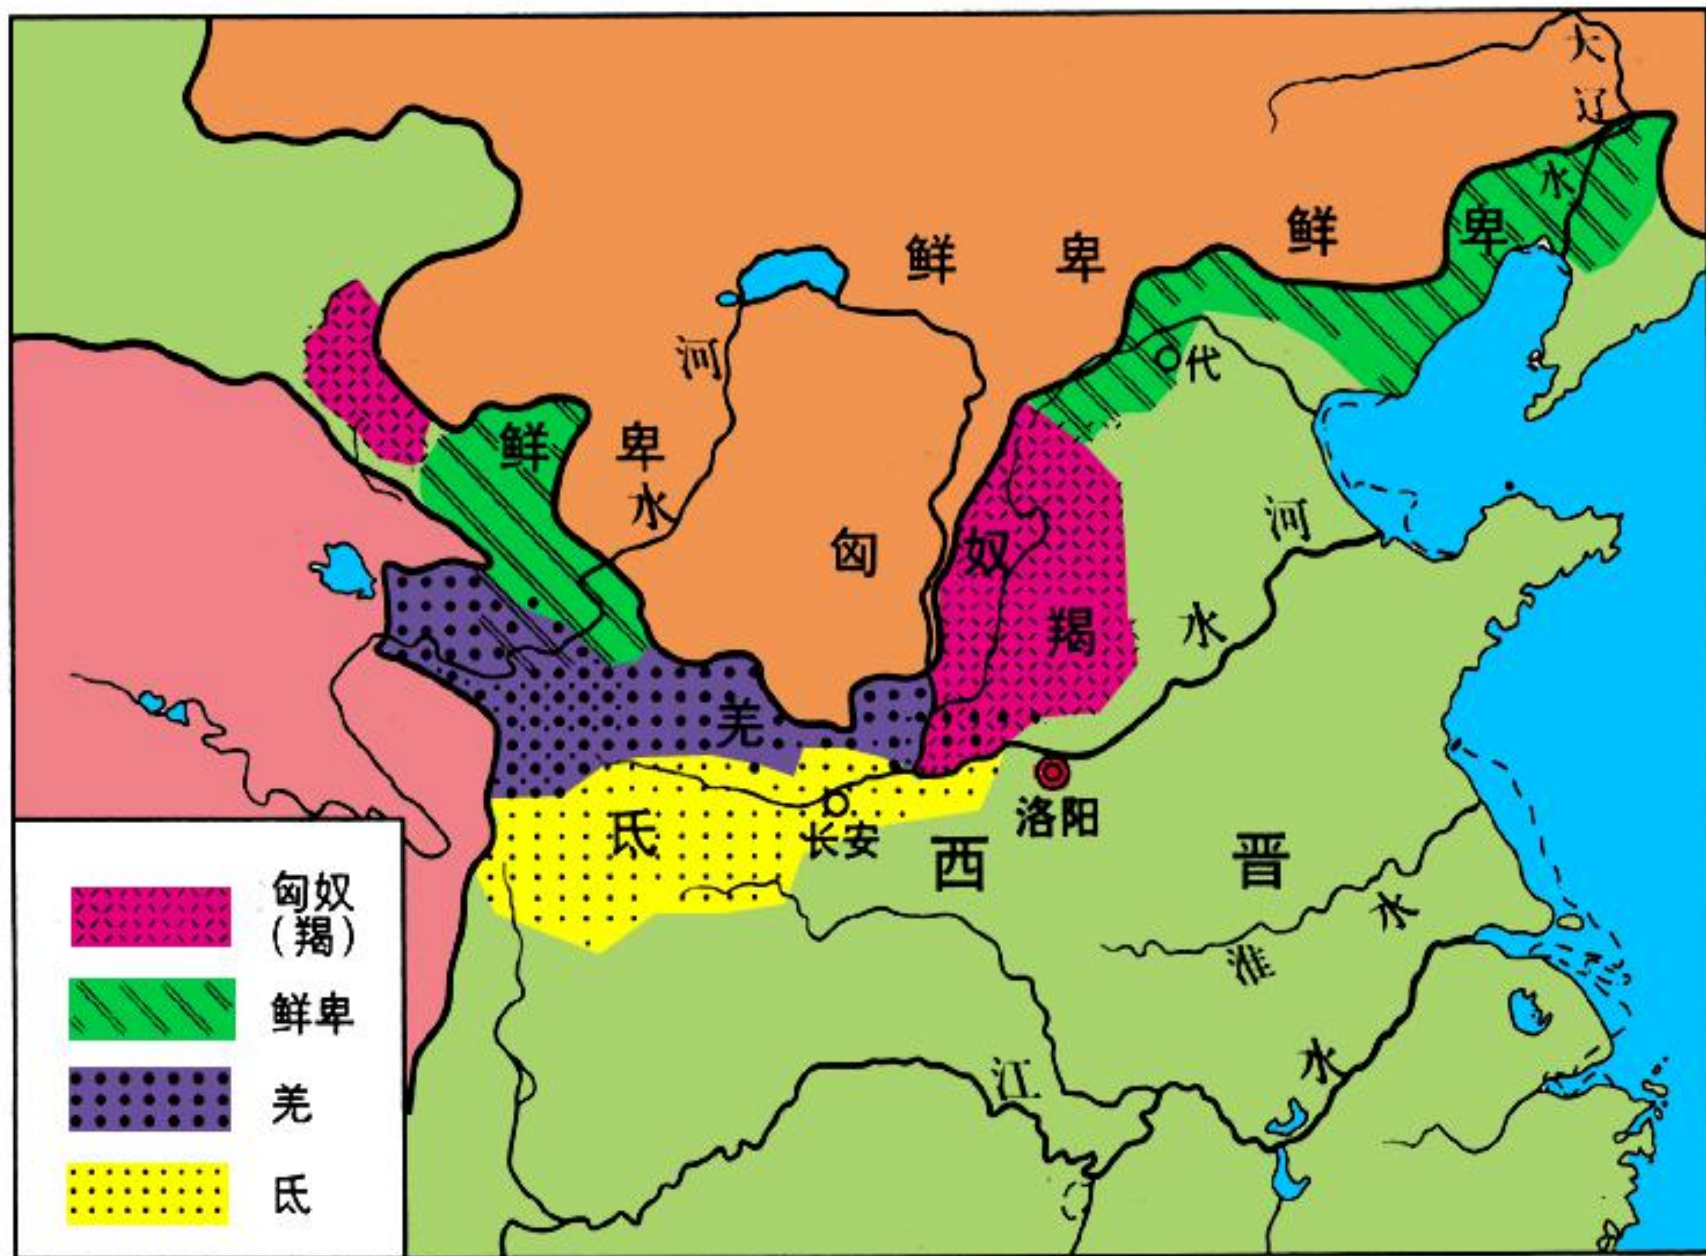 大
辽
水
鲜卑
鲜卑
河
水
代
鲜卑
匈奴
羯
河
水
羌
氐
长安
洛阳
西晋
淮水
江水
匈奴
(羯)
鲜卑
羌
氐